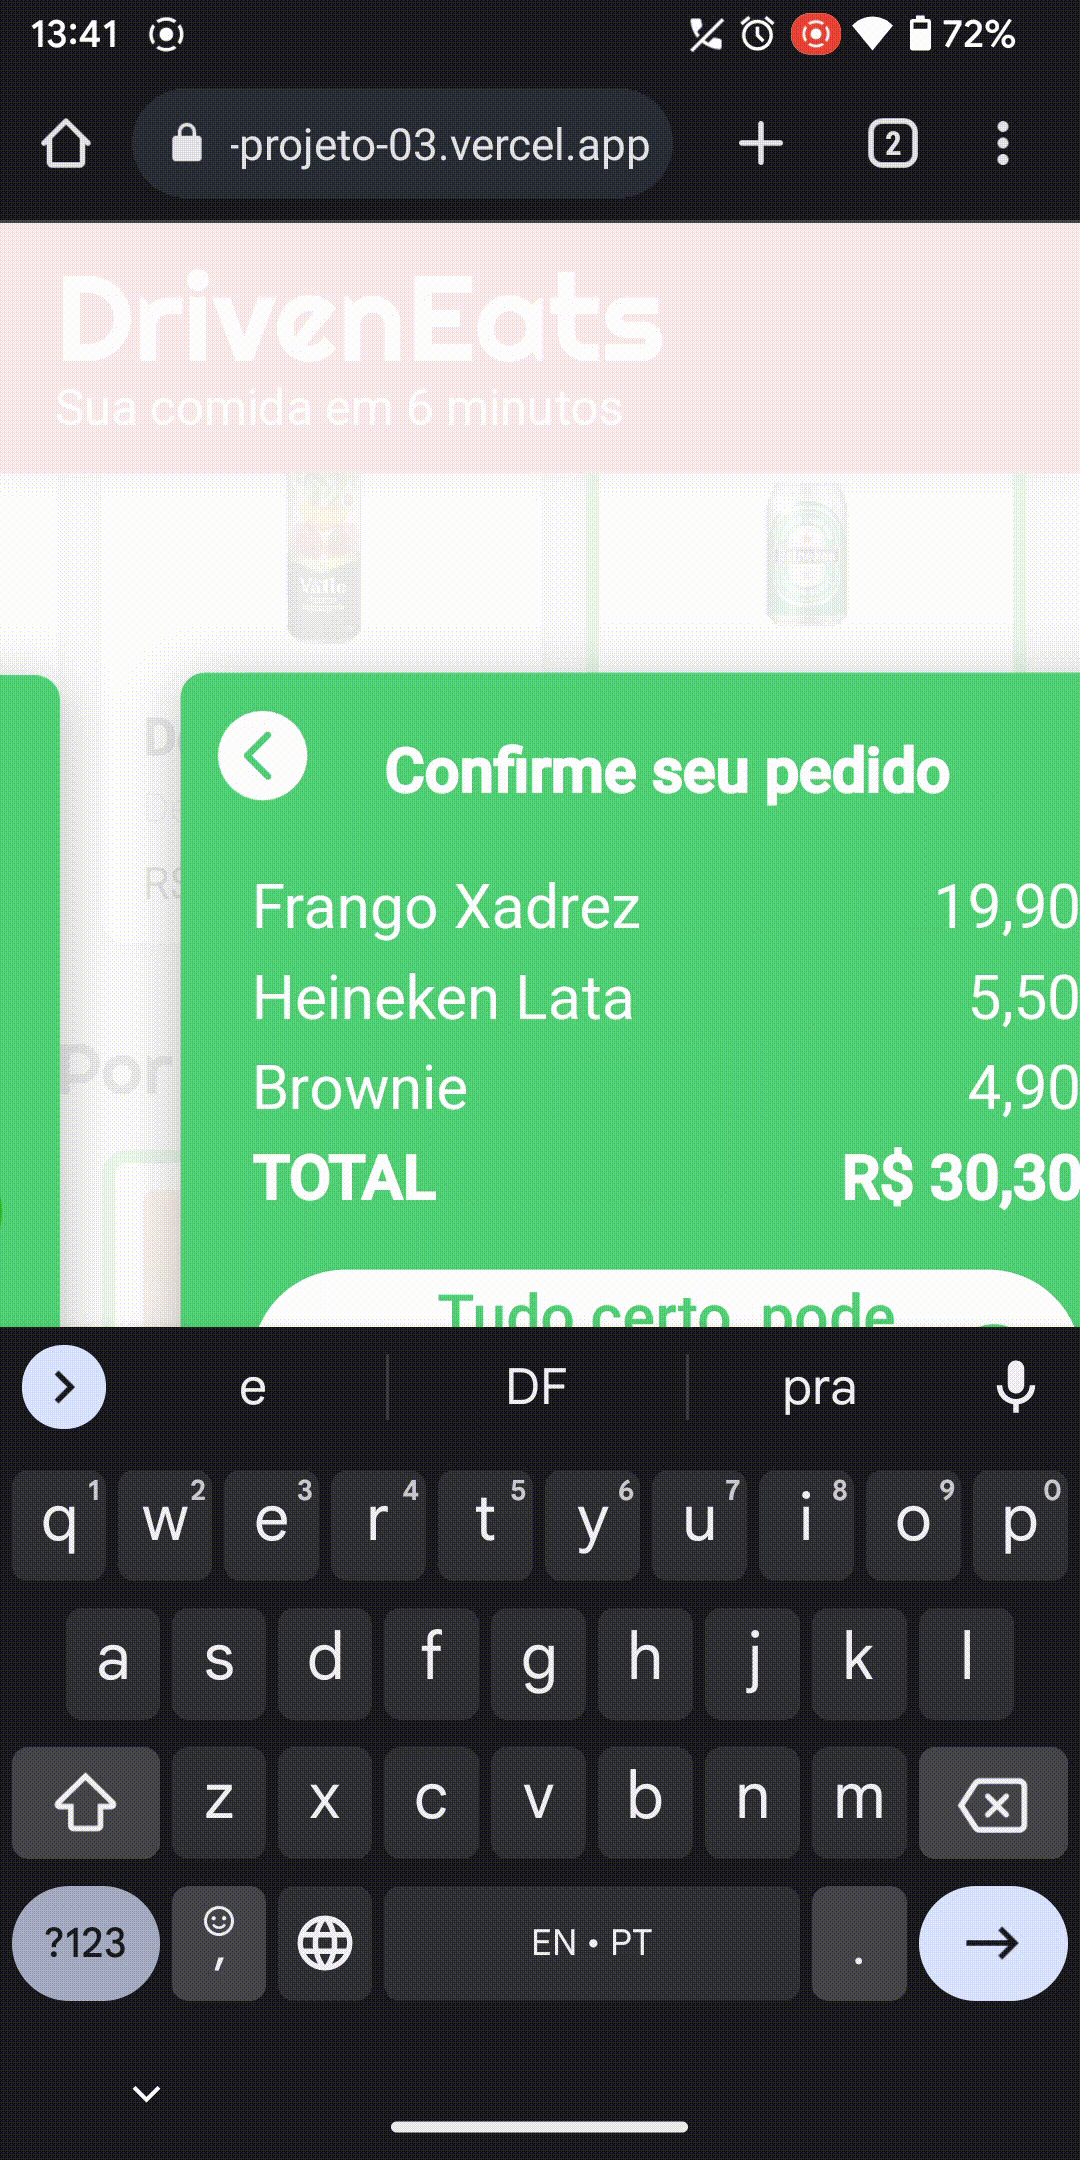 13:41 72%
-projeto-03.vercel.app 2
DrivenEats
Sua comida em 6 minutos
Confirme seu pedido
Frango Xadrez 19,90
Heineken Lata 5,50
Brownie 4,90
TOTAL R$ 30,30
Tudo certo, pode
Por
e DF pra
q1 w2 e3 r4 t5 y6 u7 i8 o9 p0
a s d f g h j k l
z x c v b n m
?123 , EN • PT .